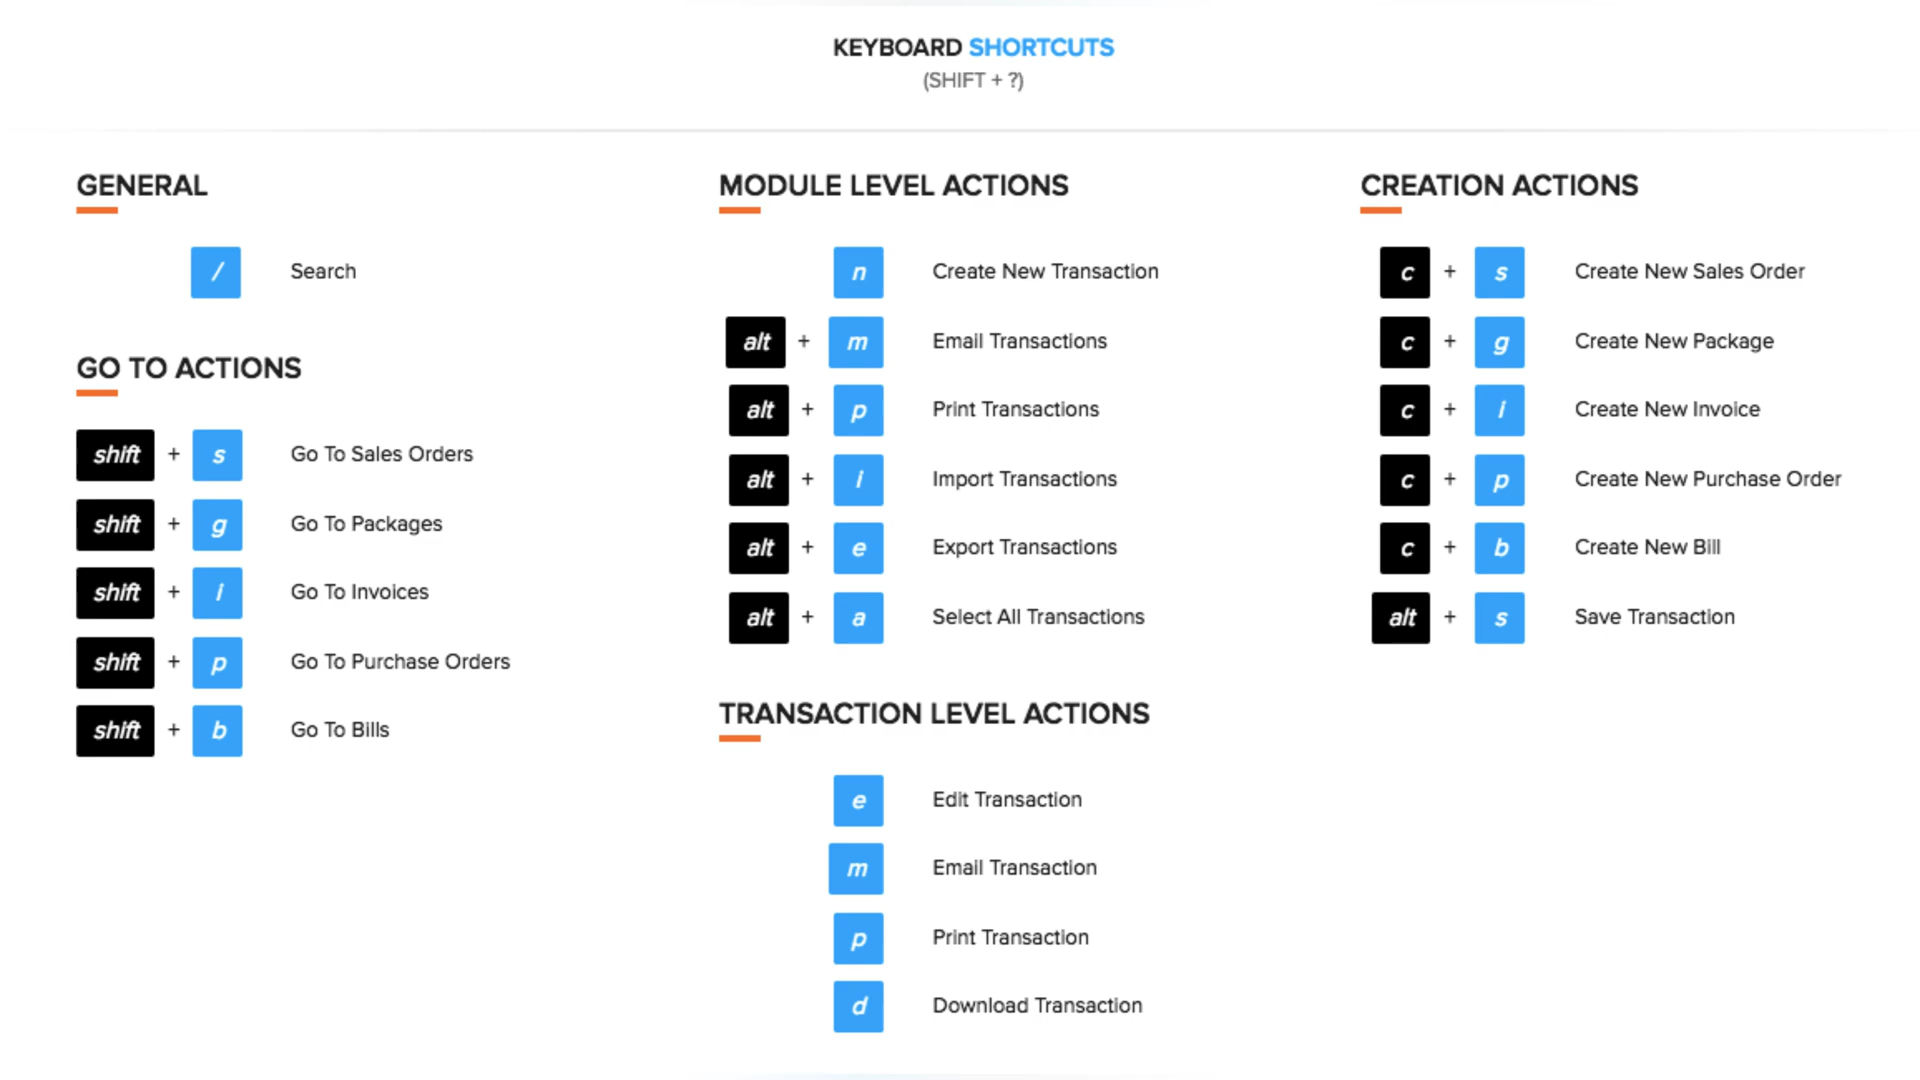 KEYBOARD SHORTCUTS
(SHIFT + ?)
GENERAL
/ Search
GO TO ACTIONS
shift + s Go To Sales Orders
shift + g Go To Packages
shift + i Go To Invoices
shift + p Go To Purchase Orders
shift + b Go To Bills
MODULE LEVEL ACTIONS
n Create New Transaction
alt + m Email Transactions
alt + p Print Transactions
alt + i Import Transactions
alt + e Export Transactions
alt + a Select All Transactions
TRANSACTION LEVEL ACTIONS
e Edit Transaction
m Email Transaction
p Print Transaction
d Download Transaction
CREATION ACTIONS
c + s Create New Sales Order
c + g Create New Package
c + i Create New Invoice
c + p Create New Purchase Order
c + b Create New Bill
alt + s Save Transaction